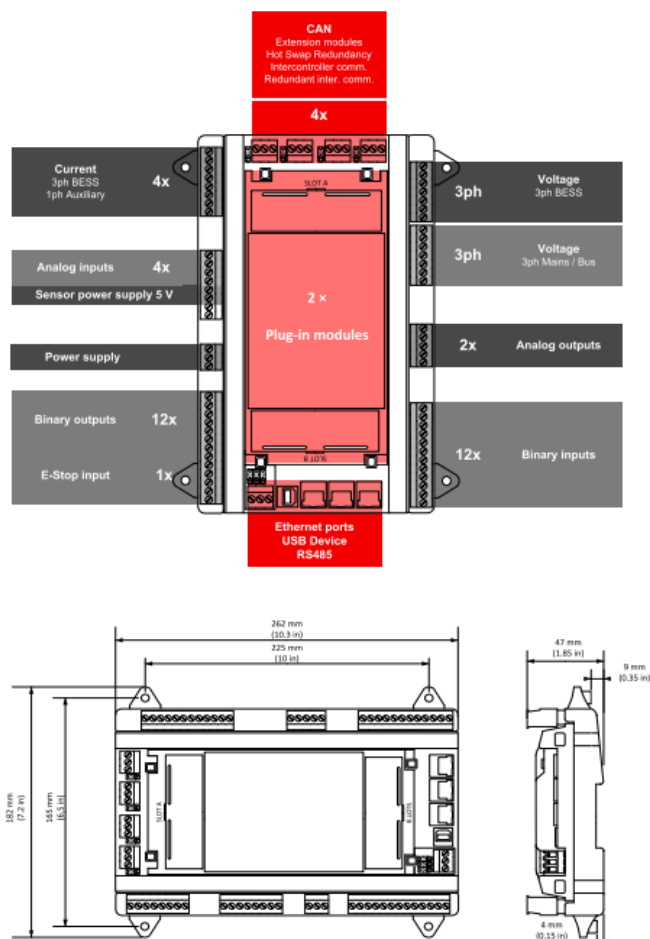 CAN
Extension modules
Hot Swap Redundancy
Intercontroller comm.
Redundant inter. comm.
4x
Current
3ph BESS
1ph Auxiliary
4x
SLOT A
3ph
Voltage
3ph BESS
Analog inputs
4x
Sensor power supply 5 V
3ph
Voltage
3ph Mains / Bus
2 ×
Plug-in modules
Power supply
2x
Analog outputs
Binary outputs
12x
E-Stop input
1x
SLOT B
12x
Binary inputs
Ethernet ports
USB Device
RS485
262 mm
(10.3 in)
225 mm
(10 in)
47 mm
(1.85 in)
9 mm
(0.35 in)
182 mm
(7.2 in)
165 mm
(6.5 in)
SLOT A
SLOT B
4 mm
(0.15 in)